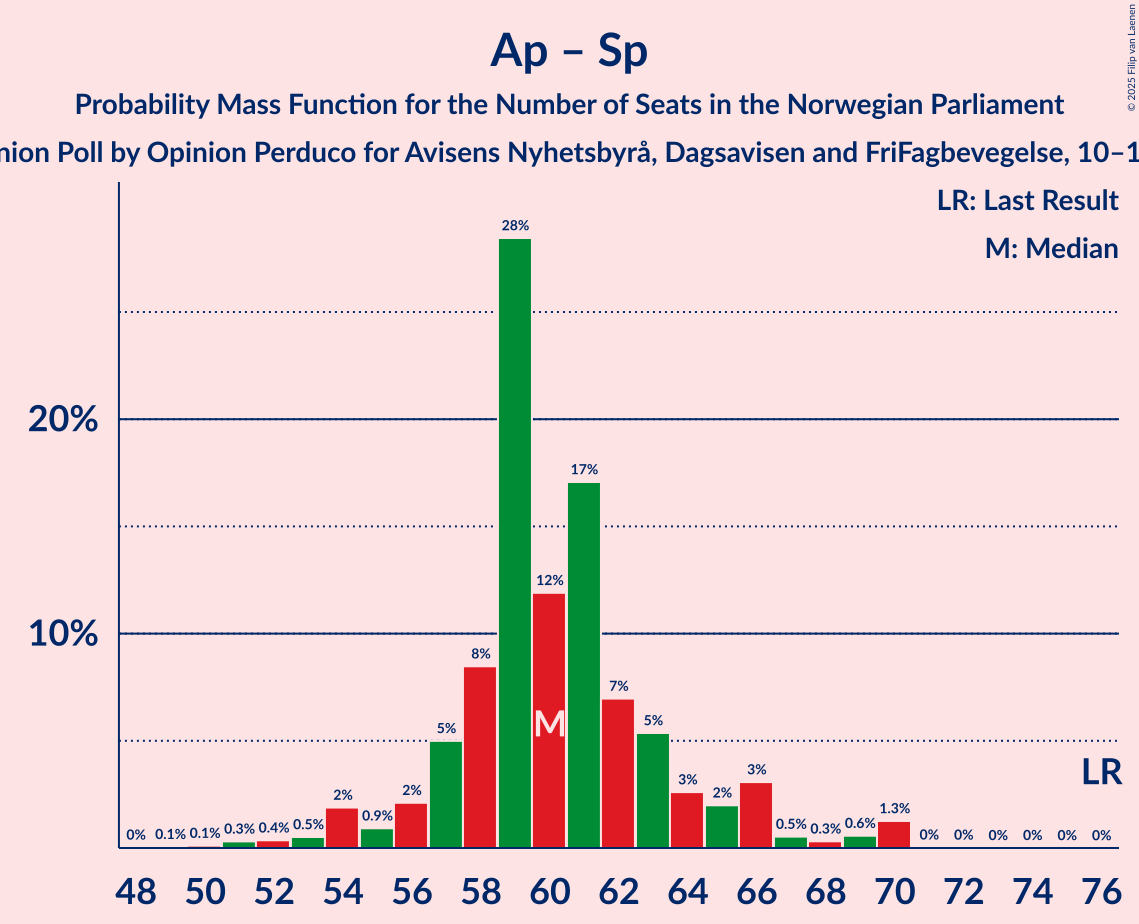 Ap – Sp
Probability Mass Function for the Number of Seats in the Norwegian Parliament
Poll by Opinion Perduco for Avisens Nyhetsbyrå, Dagsavisen and FriFagbevegelse,
© 2025 Filip van Laenen
LR: Last Result
M: Median
20%
10%
0% 0.1% 0.1% 0.3% 0.4% 0.5% 2% 0.9% 2% 5% 8% 28% 12% 17% 7% 5% 3% 2% 3% 0.5% 0.3% 0.6% 1.3% 0% 0% 0% 0% 0% 0%
M
LR
48 50 52 54 56 58 60 62 64 66 68 70 72 74 76